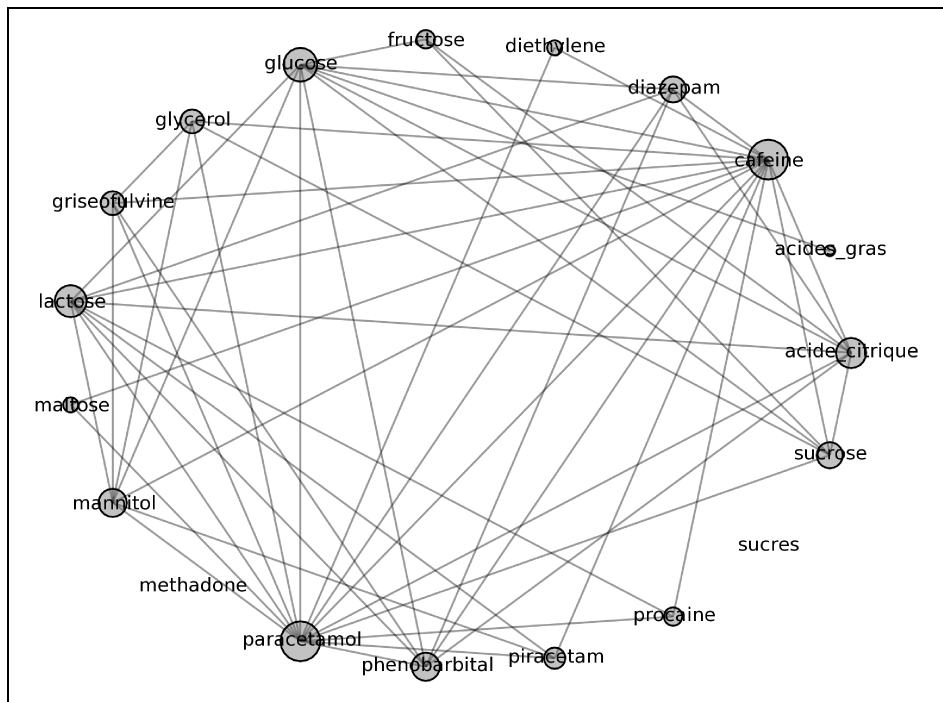 fructose
diethylene
glucose
diazepam
glycerol
cafeine
griseofulvine
acides_gras
lactose
acide_citrique
maltose
sucrose
mannitol
sucres
methadone
procaine
paracetamol
piracetam
phenobarbital